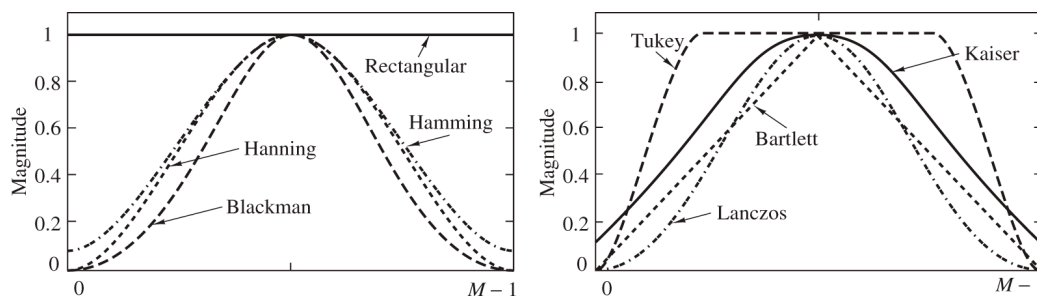 1
Rectangular
0.8
0.6
Magnitude
Hamming
Hanning
0.4
Blackman
0.2
0
0
M – 1
1
Tukey
Kaiser
0.8
0.6
Magnitude
Bartlett
0.4
0.2
Lanczos
0
0
M –